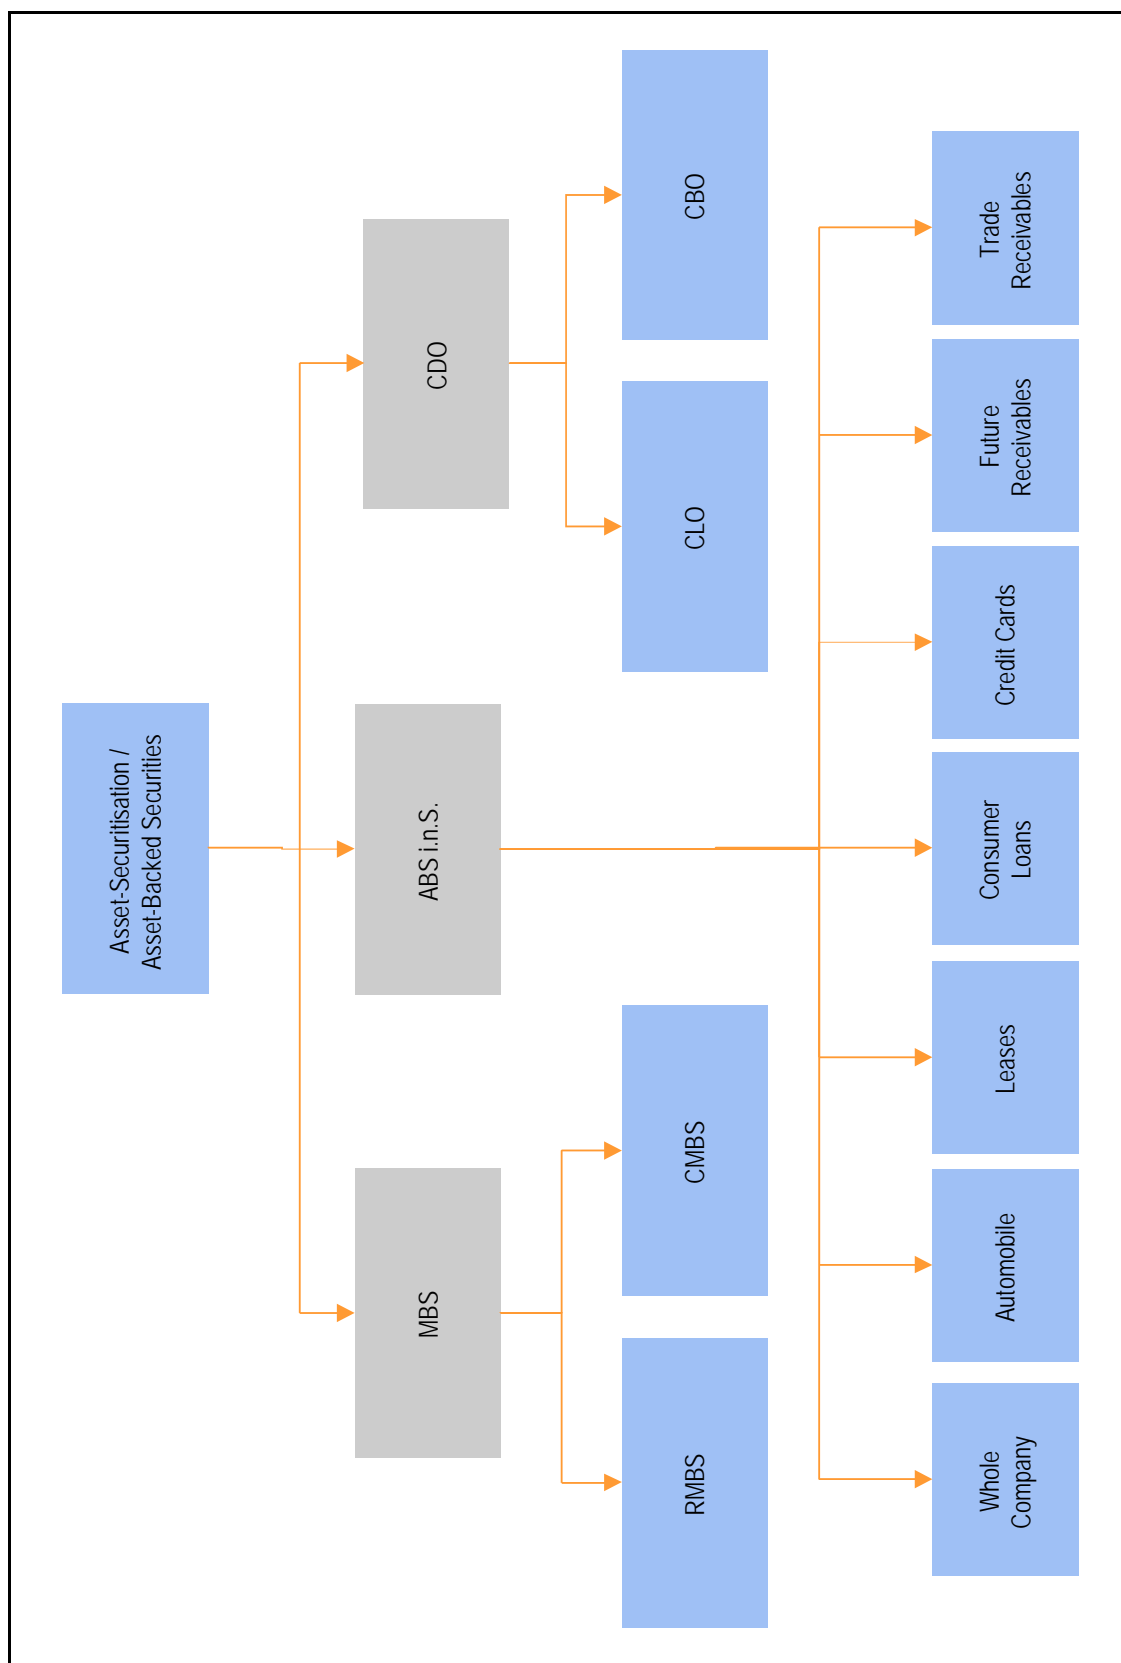 Asset-Securitisation /
Asset-Backed Securities
MBS
ABS i.n.S.
CDO
RMBS
CMBS
CLO
CBO
Whole
Company
Automobile
Leases
Consumer
Loans
Credit Cards
Future
Receivables
Trade
Receivables